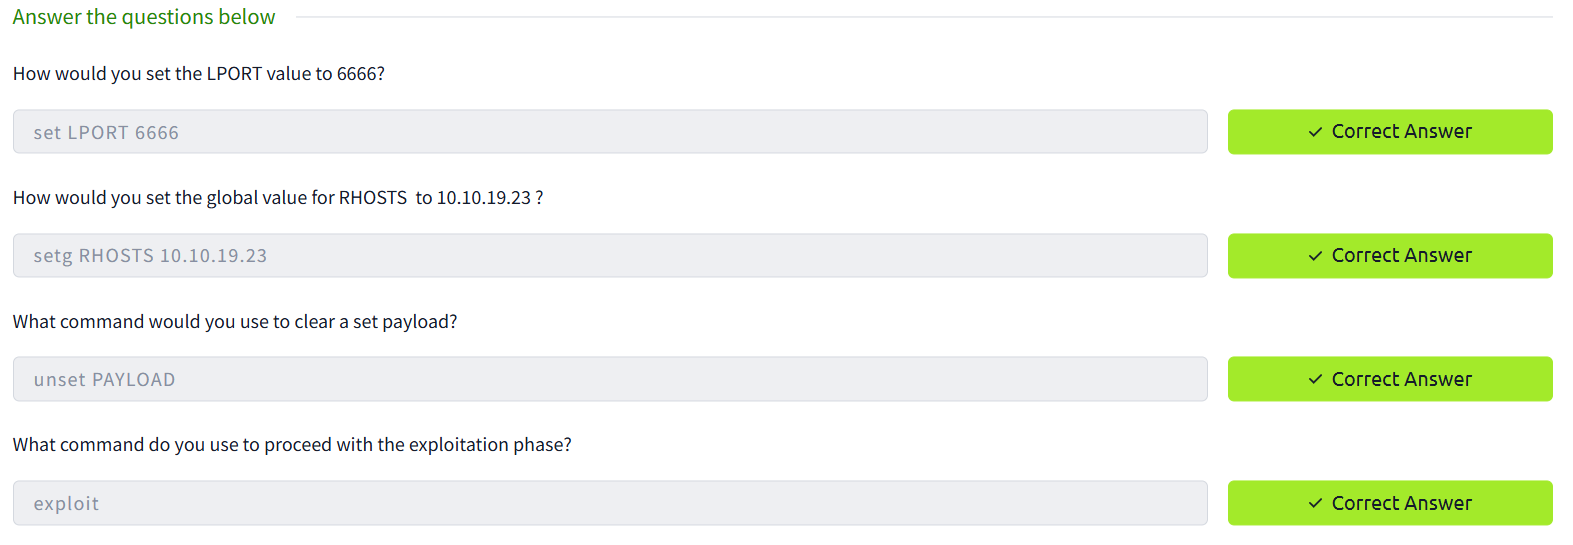 Answer the questions below
How would you set the LPORT value to 6666?
set LPORT 6666
✓ Correct Answer
How would you set the global value for RHOSTS  to 10.10.19.23 ?
setg RHOSTS 10.10.19.23
✓ Correct Answer
What command would you use to clear a set payload?
unset PAYLOAD
✓ Correct Answer
What command do you use to proceed with the exploitation phase?
exploit
✓ Correct Answer